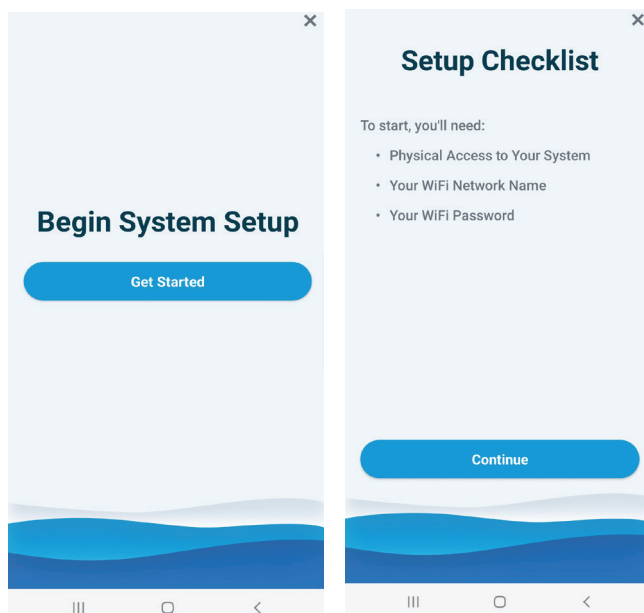 Begin System Setup
Get Started
Setup Checklist
To start, you'll need:
• Physical Access to Your System
• Your WiFi Network Name
• Your WiFi Password
Continue